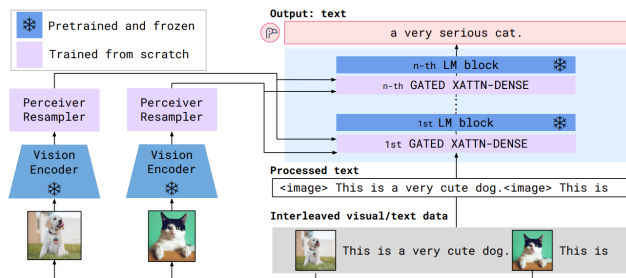 Pretrained and frozen
Trained from scratch
Output: text
a very serious cat.
n-th LM block
n-th GATED XATTN-DENSE
1st LM block
1st GATED XATTN-DENSE
Perceiver
Resampler
Perceiver
Resampler
Vision
Encoder
Vision
Encoder
Processed text
<image> This is a very cute dog.<image> This is
Interleaved visual/text data
This is a very cute dog. This is